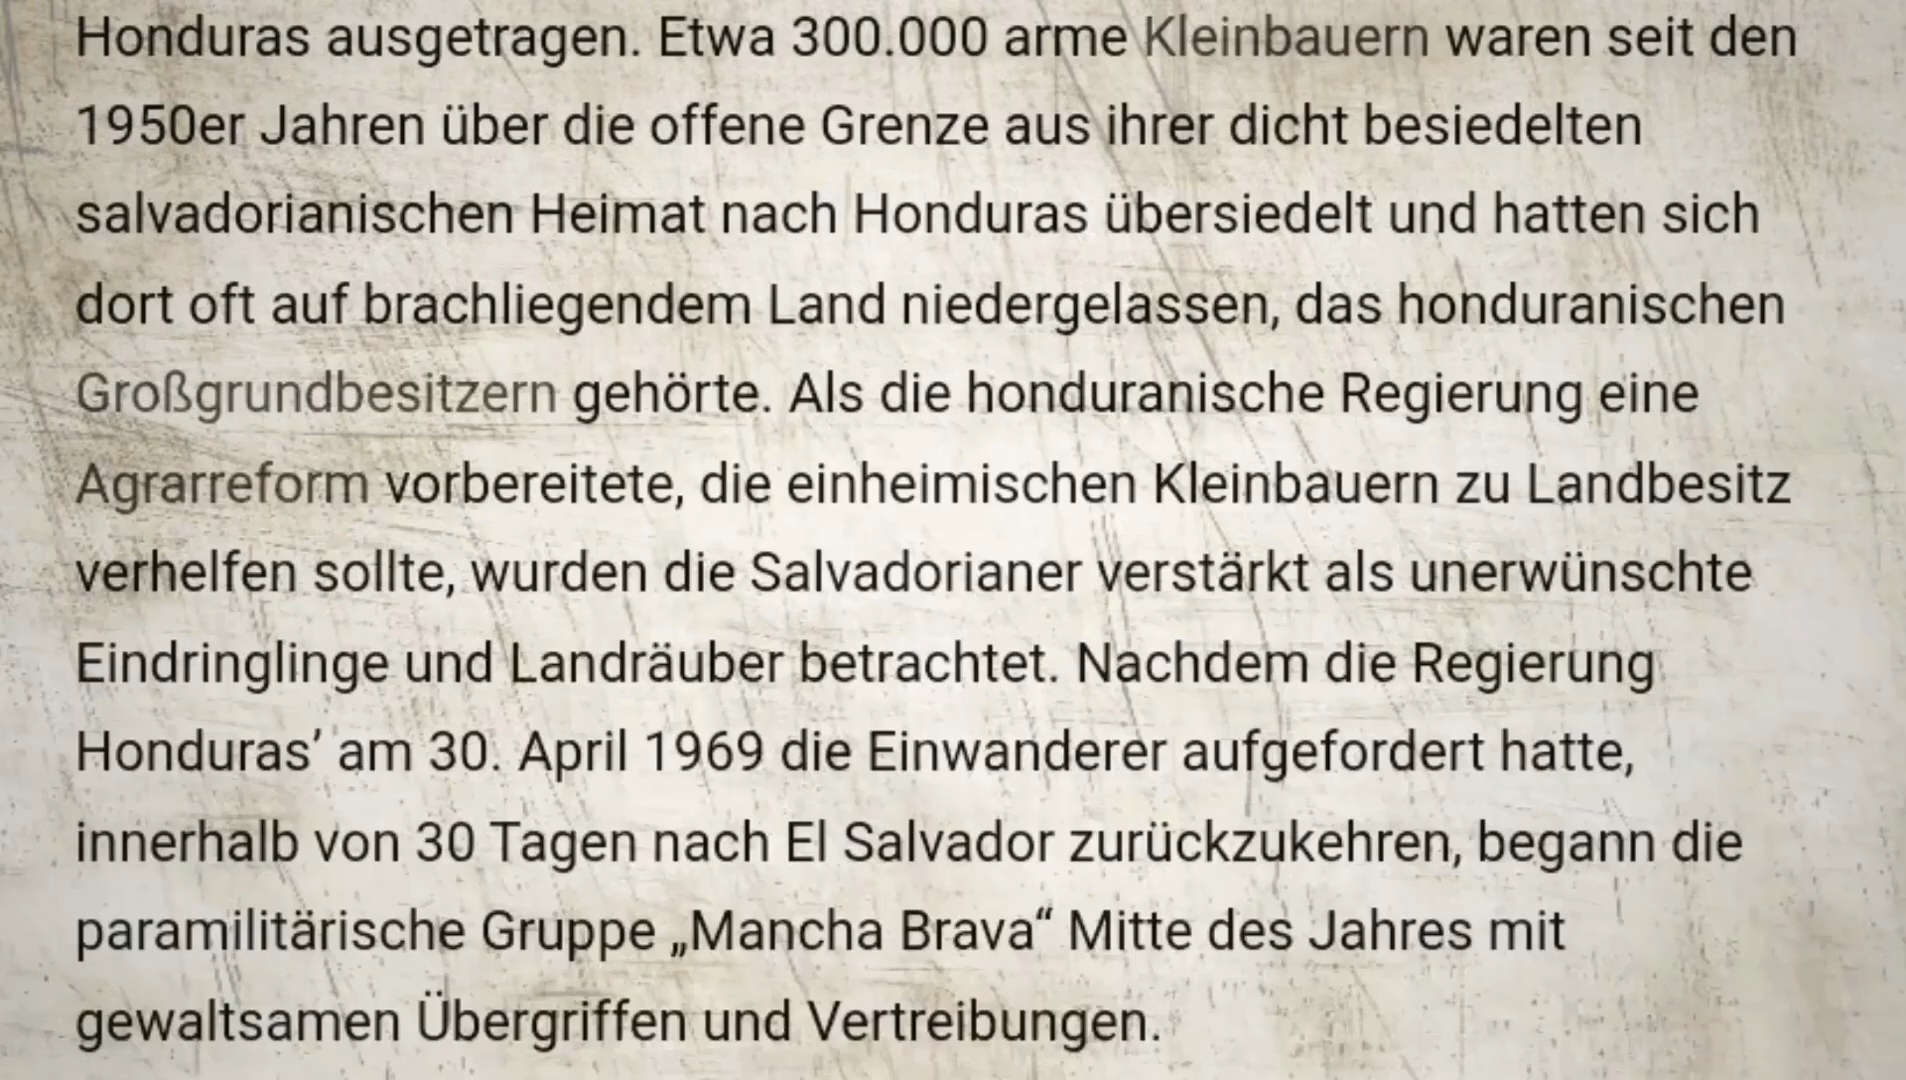 Honduras ausgetragen. Etwa 300.000 arme Kleinbauern waren seit den
1950er Jahren über die offene Grenze aus ihrer dicht besiedelten
salvadorianischen Heimat nach Honduras übersiedelt und hatten sich
dort oft auf brachliegendem Land niedergelassen, das honduranischen
Großgrundbesitzern gehörte. Als die honduranische Regierung eine
Agrarreform vorbereitete, die einheimischen Kleinbauern zu Landbesitz
verhelfen sollte, wurden die Salvadorianer verstärkt als unerwünschte
Eindringlinge und Landräuber betrachtet. Nachdem die Regierung
Honduras’ am 30. April 1969 die Einwanderer aufgefordert hatte,
innerhalb von 30 Tagen nach El Salvador zurückzukehren, begann die
paramilitärische Gruppe „Mancha Brava“ Mitte des Jahres mit
gewaltsamen Übergriffen und Vertreibungen.